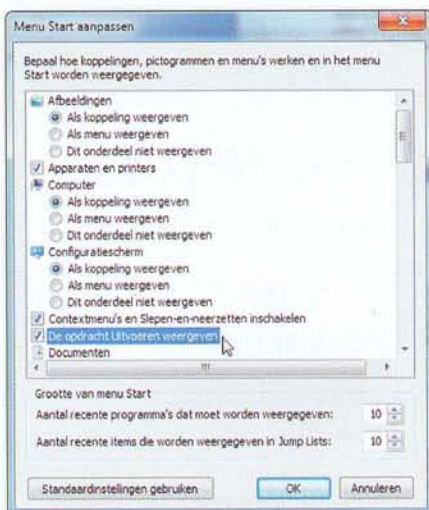 Menu Start aanpassen
Bepaal hoe koppelingen, pictogrammen en menu's werken en in het menu
Start worden weergegeven.
Afbeeldingen
Als koppeling weergeven
Als menu weergeven
Dit onderdeel niet weergeven
Apparaten en printers
Computer
Als koppeling weergeven
Als menu weergeven
Dit onderdeel niet weergeven
Configuratiescherm
Als koppeling weergeven
Als menu weergeven
Dit onderdeel niet weergeven
Contextmenu's en Slepen-en-neerzetten inschakelen
De opdracht Uitvoeren weergeven
Documenten
Grootte van menu Start
Aantal recente programma's dat moet worden weergegeven: 10
Aantal recente items die worden weergegeven in Jump Lists: 10
Standaardinstellingen gebruiken OK Annuleren